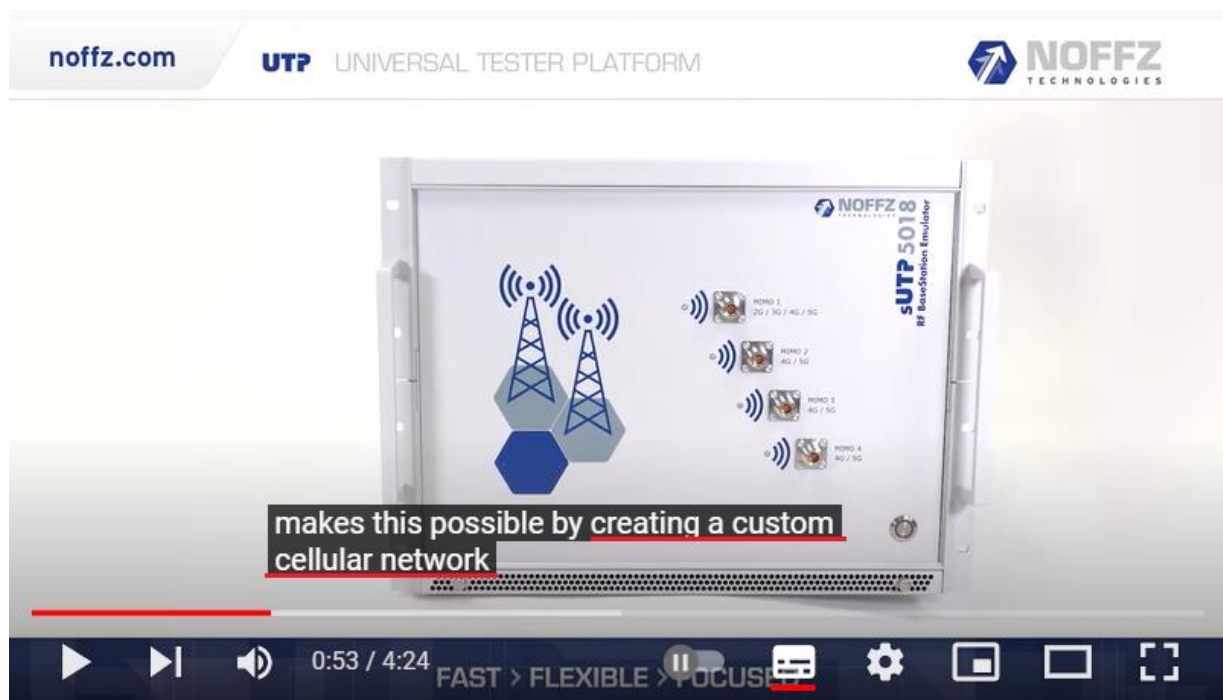 noffz.com
UTP UNIVERSAL TESTER PLATFORM
NOFFZ
TECHNOLOGIES
NOFFZ
TECHNOLOGIES
sUTP 5018
RF BaseStation Emulator
MIMO 1
2G / 3G / 4G / 5G
MIMO 2
4G / 5G
MIMO 3
4G / 5G
MIMO 4
4G / 5G
makes this possible by creating a custom
cellular network
0:53 / 4:24
FAST > FLEXIBLE > FOCUSED